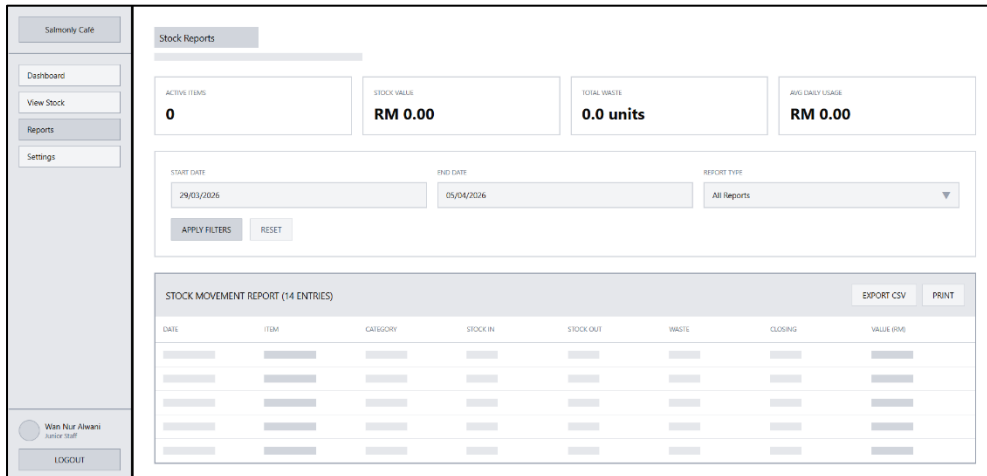 Salmonly Café
Dashboard
View Stock
Reports
Settings
Wan Nur Alwani
Junior Staff
LOGOUT
Stock Reports
ACTIVE ITEMS
0
STOCK VALUE
RM 0.00
TOTAL WASTE
0.0 units
AVG DAILY USAGE
RM 0.00
START DATE
29/03/2026
END DATE
05/04/2026
REPORT TYPE
All Reports
APPLY FILTERS
RESET
STOCK MOVEMENT REPORT (14 ENTRIES)
EXPORT CSV
PRINT
DATE ITEM CATEGORY STOCK IN STOCK OUT WASTE CLOSING VALUE (RM)